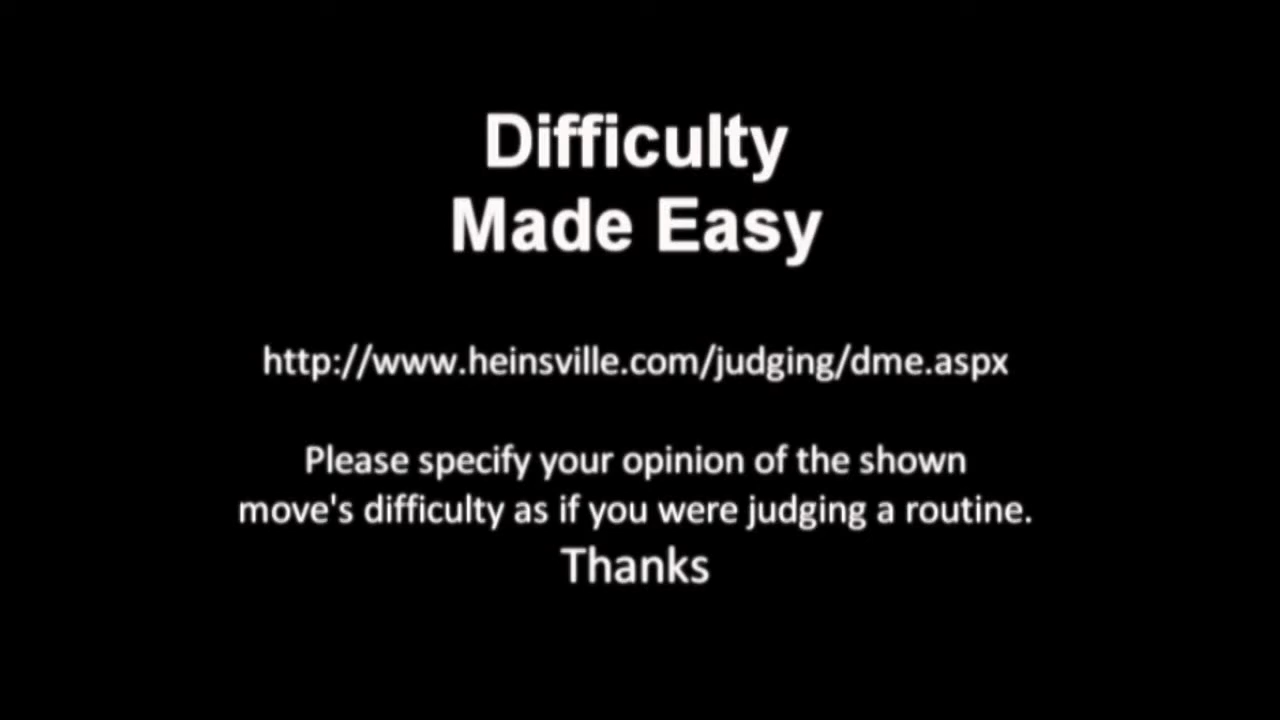 Difficulty
Made Easy
http://www.heinsville.com/judging/dme.aspx
Please specify your opinion of the shown
move's difficulty as if you were judging a routine.
Thanks